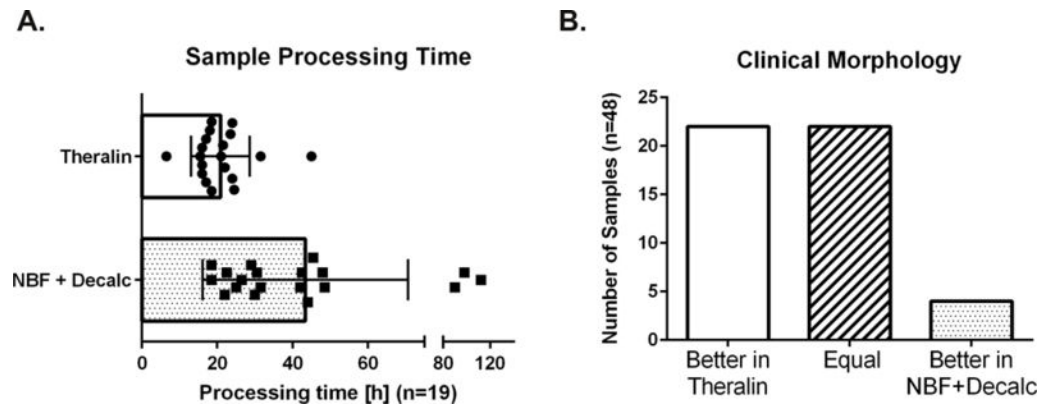 A.
Sample Processing Time
Theralin
NBF + Decalc
0 20 40 60 80 120
Processing time [h] (n=19)
B.
Clinical Morphology
Number of Samples (n=48)
25
20
15
10
5
0
Better in
Theralin
Equal
Better in
NBF+Decalc